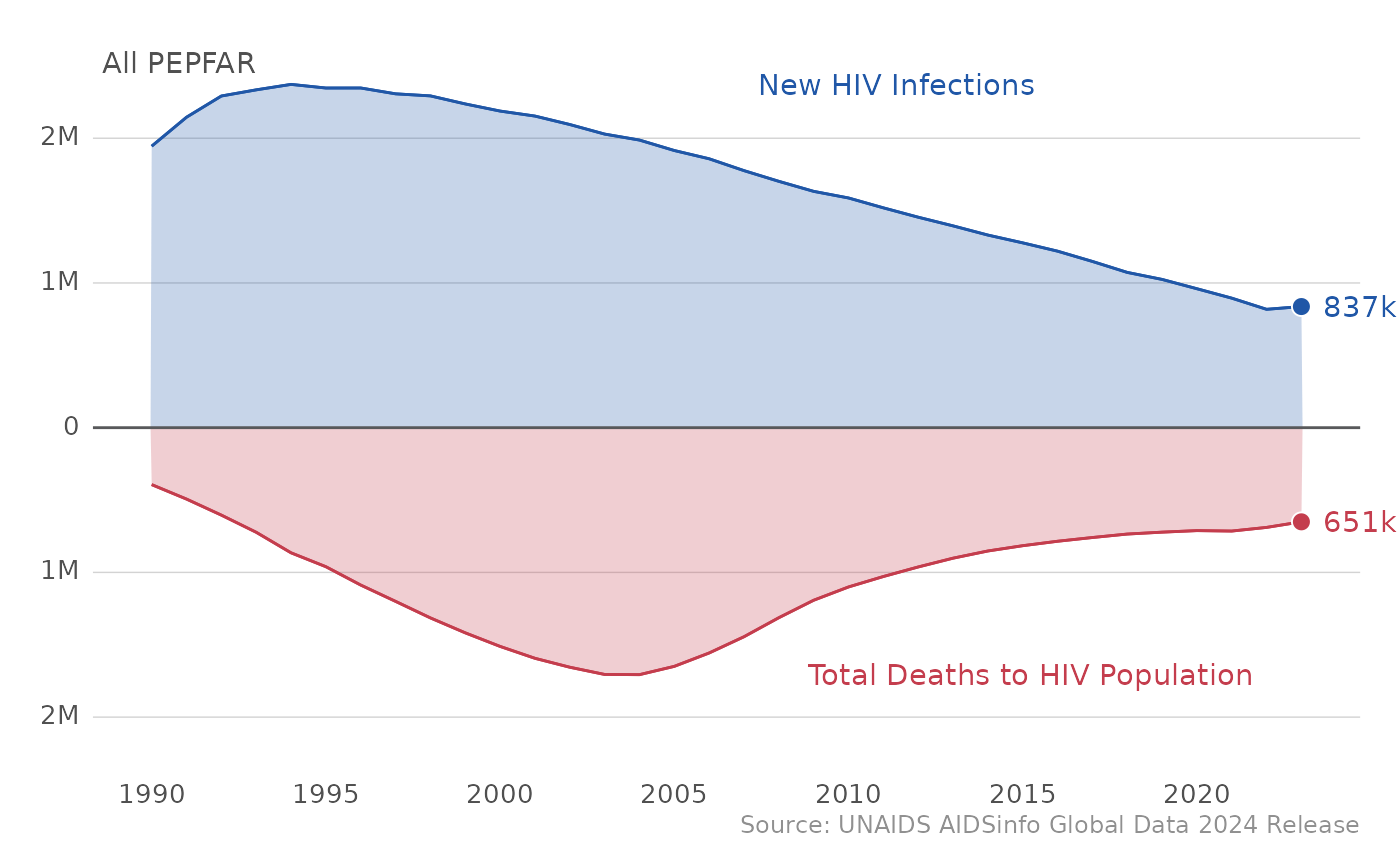 All PEPFAR
New HIV Infections
2M
1M
837k
0
651k
1M
Total Deaths to HIV Population
2M
1990 1995 2000 2005 2010 2015 2020
Source: UNAIDS AIDSinfo Global Data 2024 Release